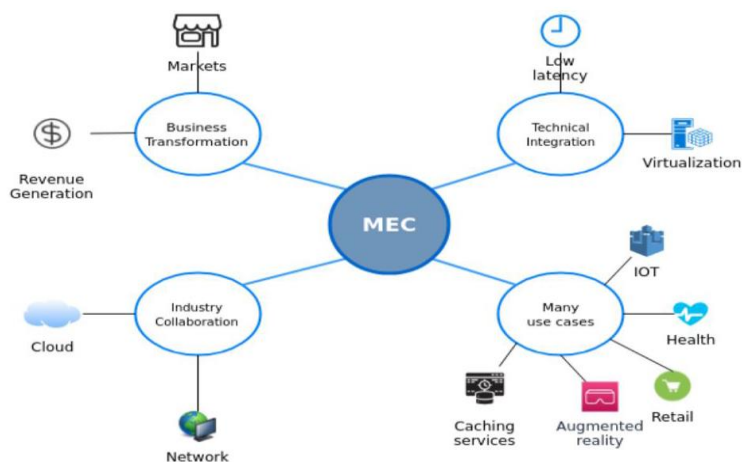 Markets
Low
latency
Business
Transformation
Technical
Integration
Revenue
Generation
Virtualization
MEC
IOT
Industry
Collaboration
Many
use cases
Cloud
Health
Caching
services
Augmented
reality
Retail
Network